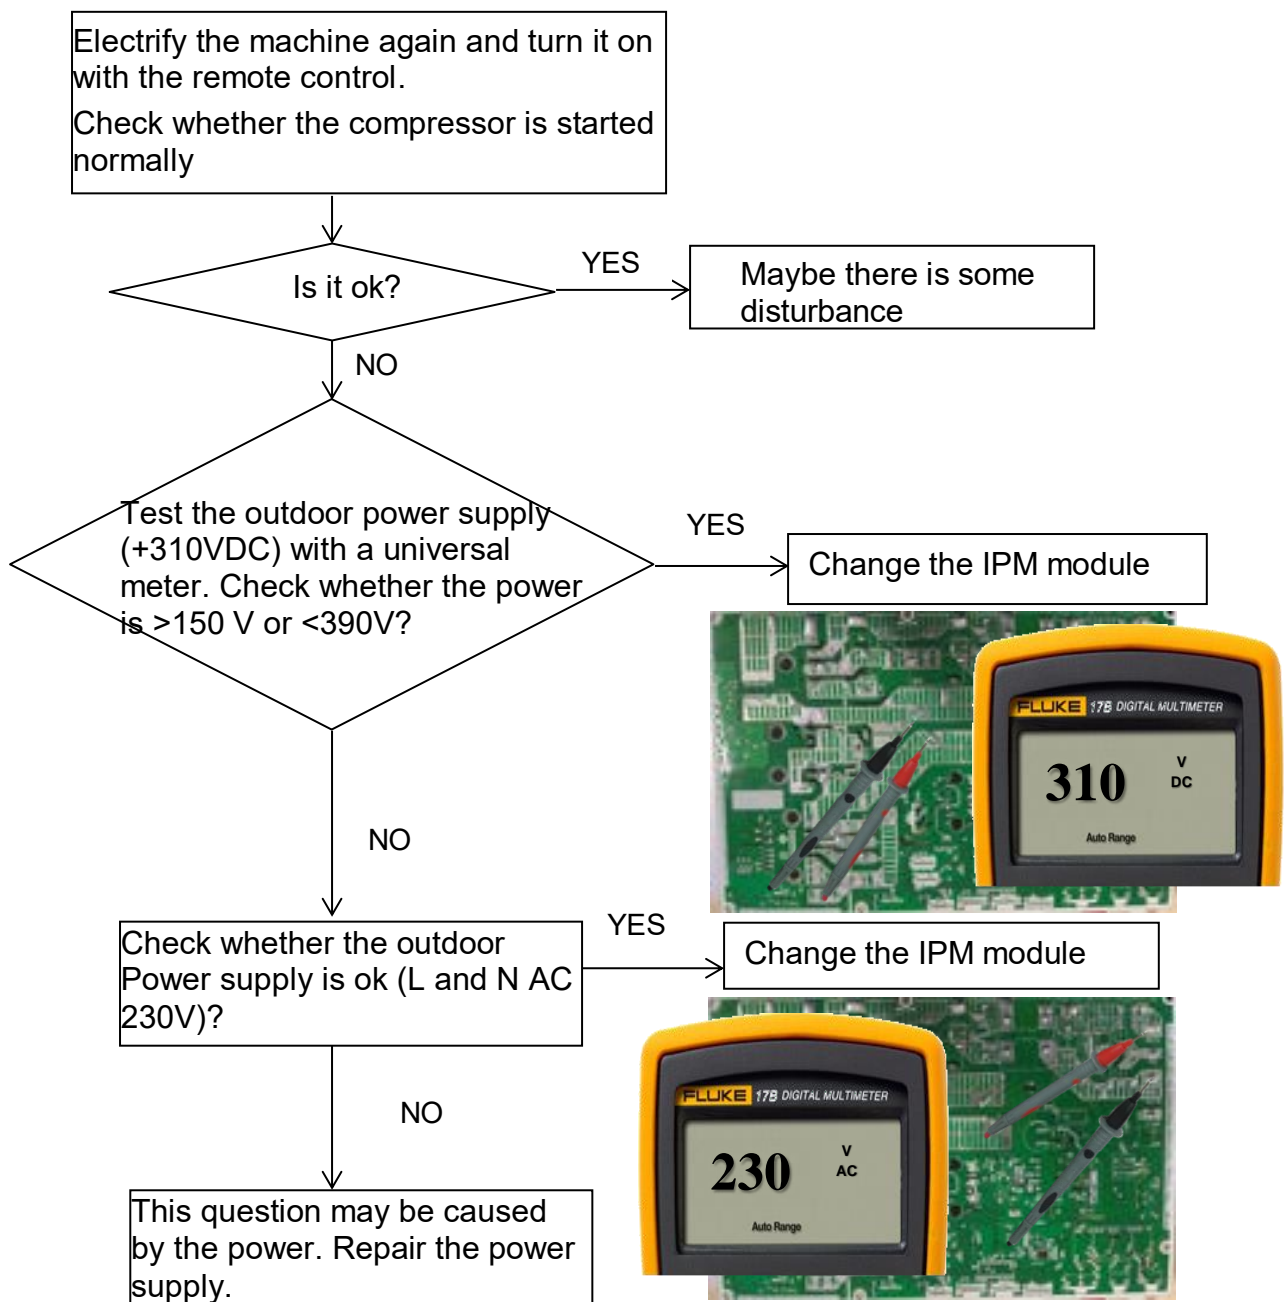 Electrify the machine again and turn it on
with the remote control.
Check whether the compressor is started
normally
Is it ok?
YES
Maybe there is some
disturbance
NO
Test the outdoor power supply
(+310VDC) with a universal
meter. Check whether the power
is >150 V or <390V?
YES
Change the IPM module
FLUKE 17B DIGITAL MULTIMETER
310
V
DC
Auto Range
NO
Check whether the outdoor
Power supply is ok (L and N AC
230V)?
YES
Change the IPM module
FLUKE 17B DIGITAL MULTIMETER
230
V
AC
Auto Range
NO
This question may be caused
by the power. Repair the power
supply.